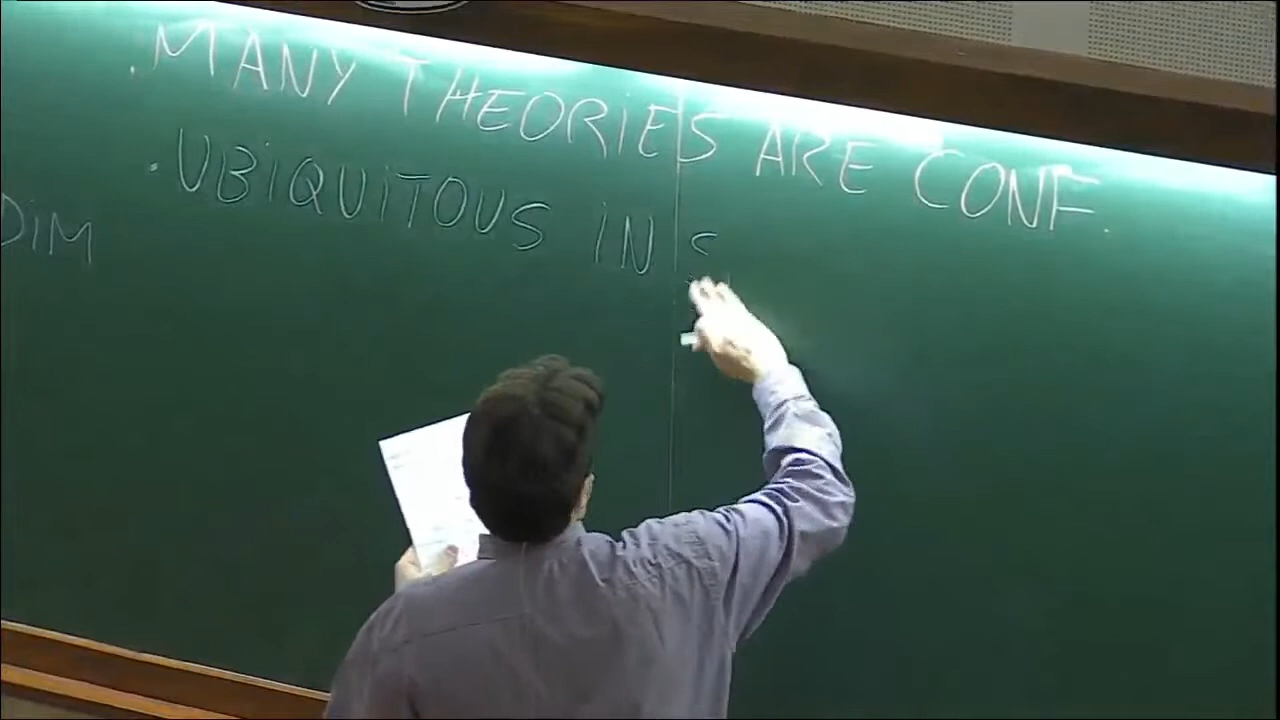 . MANY THEORIES ARE CONF.
. UBIQUITOUS IN S
DIM